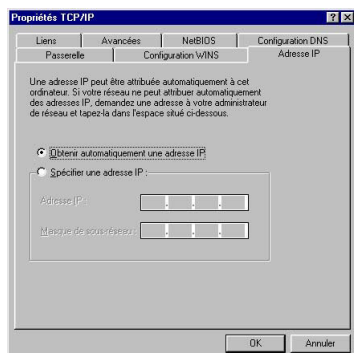 Propriétés TCP/IP
Liens Avancées NetBIOS Configuration DNS
Passerelle Configuration WINS Adresse IP
Une adresse IP peut être attribuée automatiquement à cet
ordinateur. Si votre réseau ne peut attribuer automatiquement
des adresses IP, demandez une adresse à votre administrateur
de réseau et tapez-la dans l'espace situé ci-dessous.
Obtenir automatiquement une adresse IP
Spécifier une adresse IP :
Adresse IP :
Masque de sous-réseau :
OK Annuler